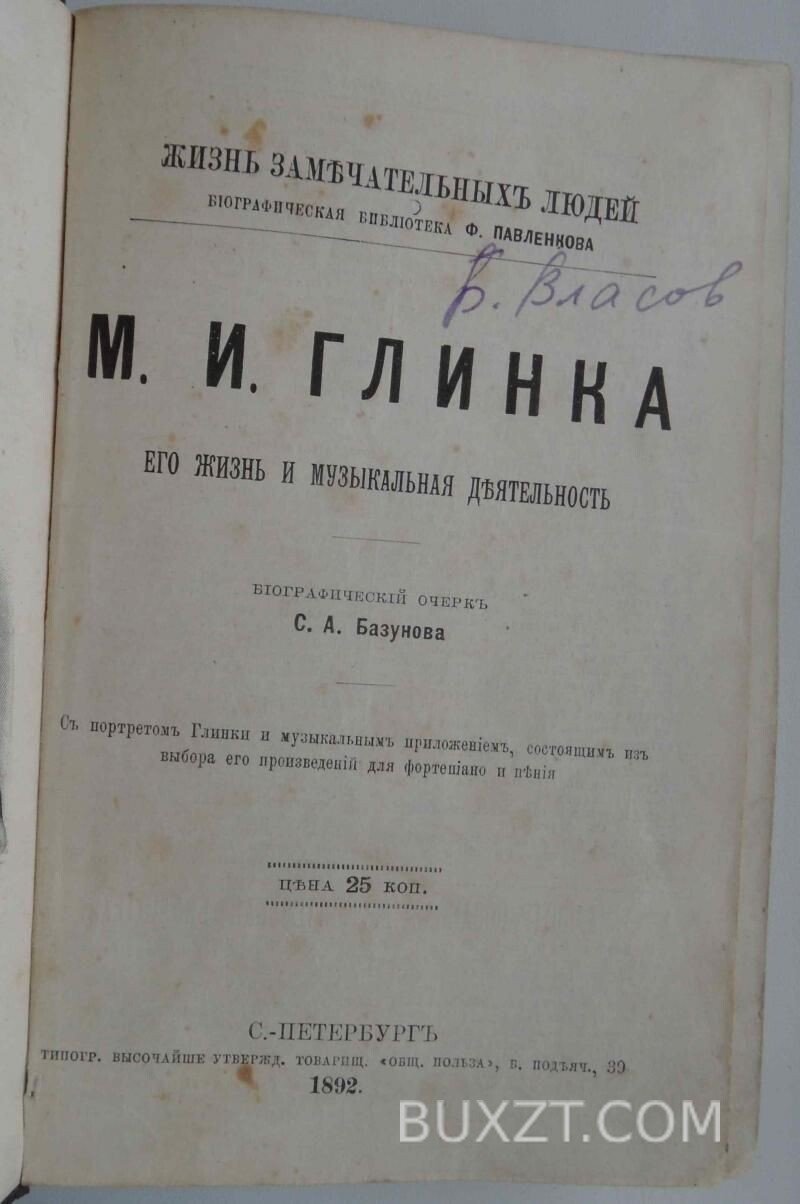 ЖИЗНЬ ЗАМѢЧАТЕЛЬНЫХЪ ЛЮДЕЙ
БІОГРАФИЧЕСКАЯ БИБЛІОТЕКА Ф. ПАВЛЕНКОВА
Б. Власов
М. И. ГЛИНКА
ЕГО ЖИЗНЬ И МУЗЫКАЛЬНАЯ ДѢЯТЕЛЬНОСТЬ
БІОГРАФИЧЕСКІЙ ОЧЕРКЪ
С. А. Базунова
Съ портретомъ Глинки и музыкальнымъ приложеніемъ, состоящимъ изъ
выбора его произведеній для фортепіано и пѣнія
ЦѢНА 25 КОП.
С.-ПЕТЕРБУРГЪ
ТИПОГР. ВЫСОЧАЙШЕ УТВЕРЖД. ТОВАРИЩ. «ОБЩ. ПОЛЬЗА», Б. ПОДЪЯЧ., 39
1892.
BUXZT.COM